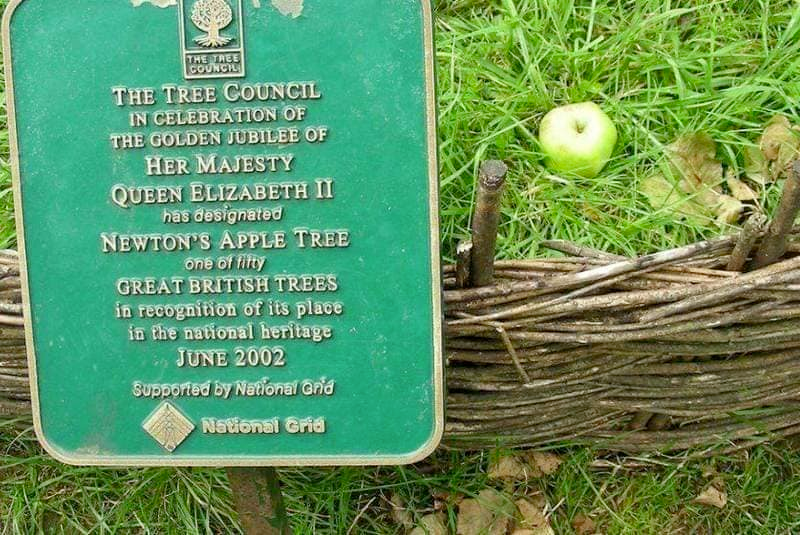 THE TREE
COUNCIL
THE TREE COUNCIL
IN CELEBRATION OF
THE GOLDEN JUBILEE OF
HER MAJESTY
QUEEN ELIZABETH II
has designated
NEWTON'S APPLE TREE
one of fifty
GREAT BRITISH TREES
in recognition of its place
in the national heritage
JUNE 2002
Supported by National Grid
National Grid